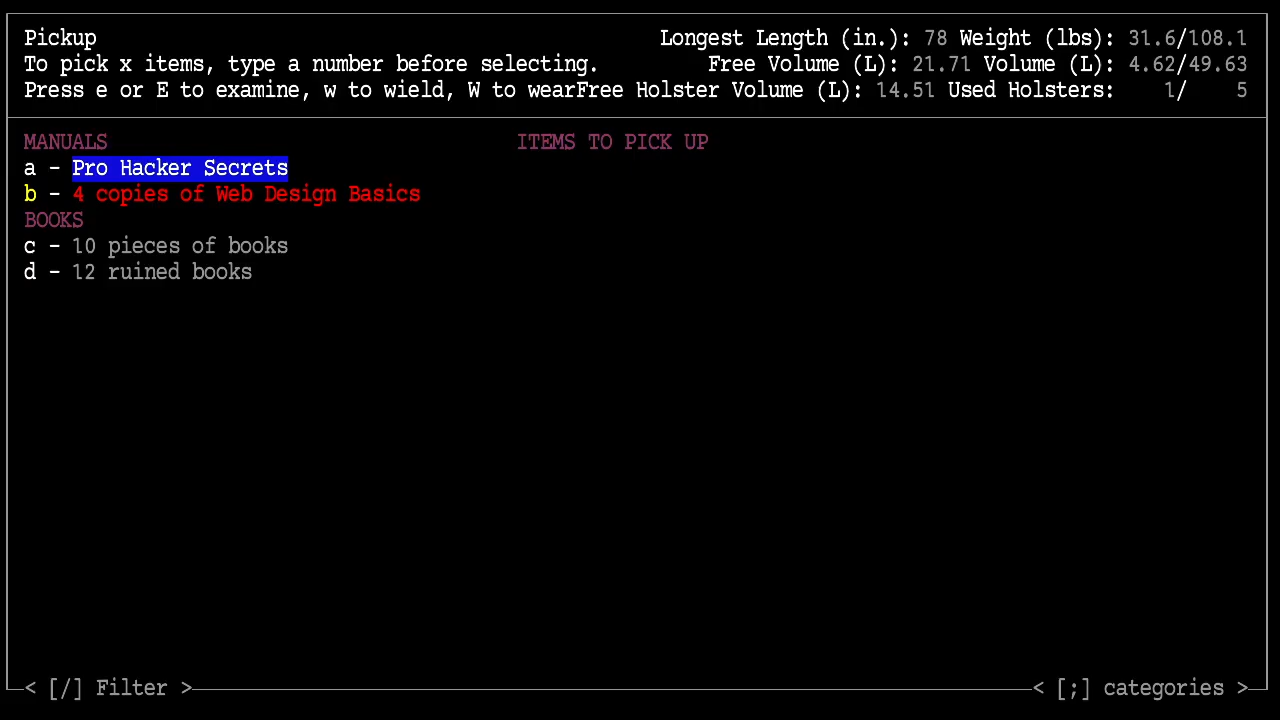 Pickup Longest Length (in.): 78 Weight (lbs): 31.6/108.1
To pick x items, type a number before selecting. Free Volume (L): 21.71 Volume (L): 4.62/49.63
Press e or E to examine, w to wield, W to wearFree Holster Volume (L): 14.51 Used Holsters: 1/ 5
MANUALS ITEMS TO PICK UP
a - Pro Hacker Secrets
b - 4 copies of Web Design Basics
BOOKS
c - 10 pieces of books
d - 12 ruined books
< [/] Filter > < [;] categories >